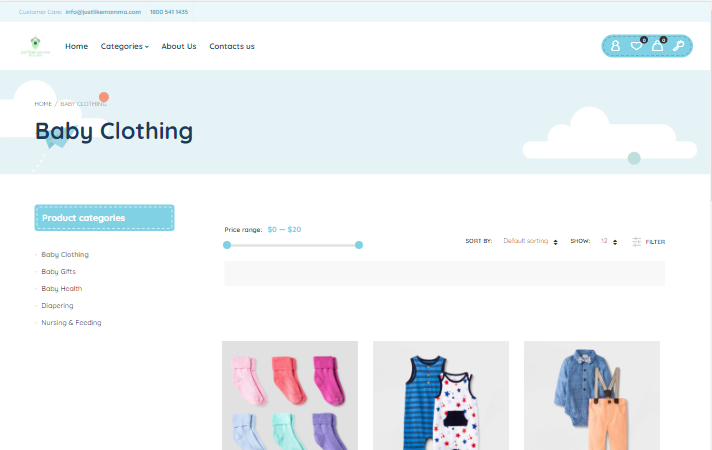 Customer Care: info@justlikemomma.com 1800 541 1435
Home Categories About Us Contacts us
0 0
HOME / BABY CLOTHING
Baby Clothing
Product categories
Baby Clothing
Baby Gifts
Baby Health
Diapering
Nursing & Feeding
Price range: $0 — $20
SORT BY: Default sorting SHOW: 12 FILTER